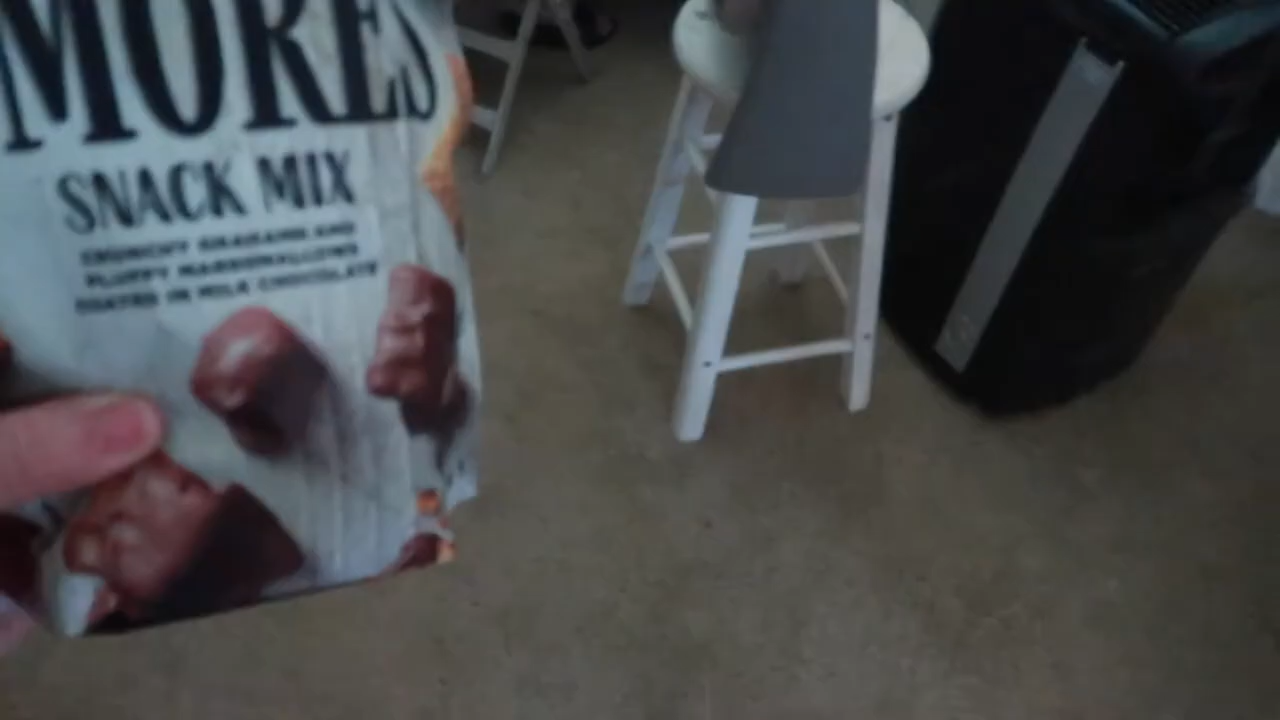 MORES
SNACK MIX
CRUNCHY GRAHAMS AND
FLUFFY MARSHMALLOWS
COATED IN MILK CHOCOLATE